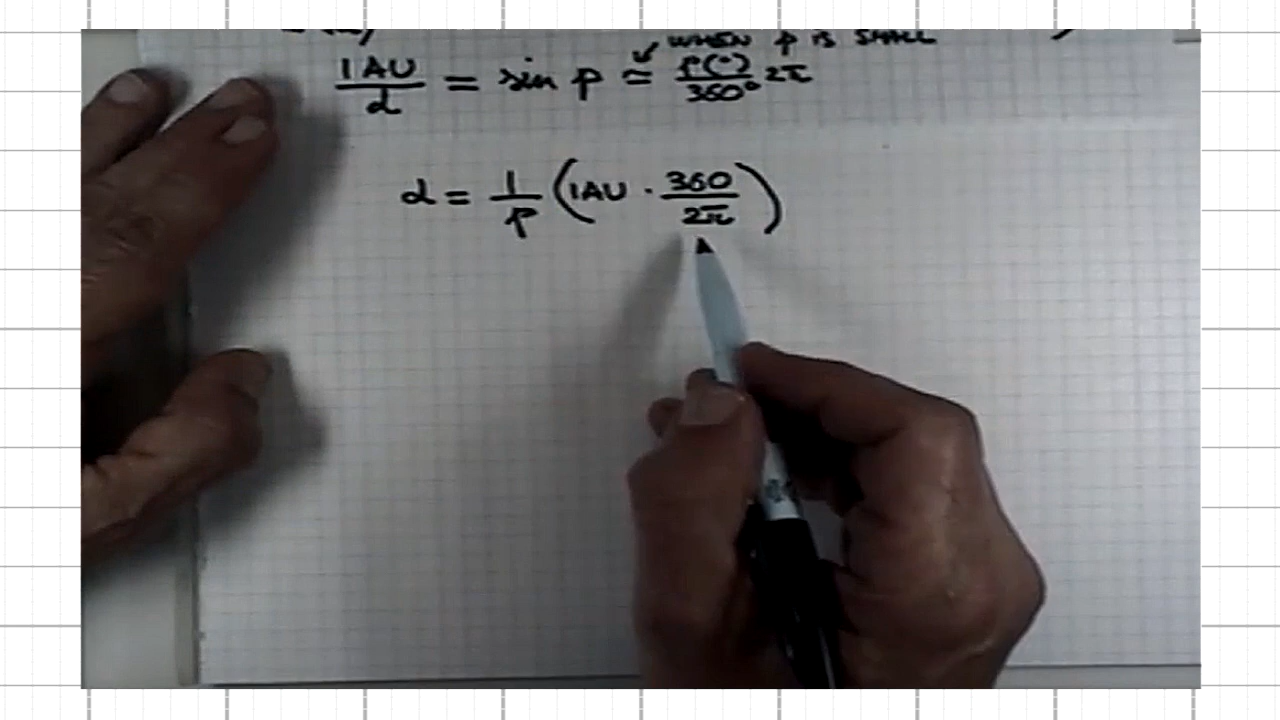 WHEN p IS SMALL
1AU/d = sin p ≃ p(°)/360° 2π
d = 1/p (1AU · 360/2π)